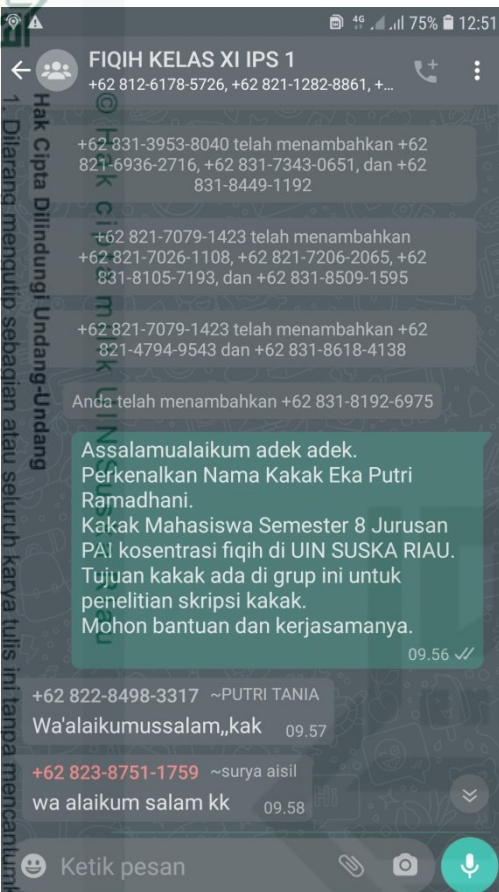 4G 75% 12:51
FIQIH KELAS XI IPS 1
+62 812-6178-5726, +62 821-1282-8861, +...
+62 831-3953-8040 telah menambahkan +62
821-6936-2716, +62 831-7343-0651, dan +62
831-8449-1192
+62 821-7079-1423 telah menambahkan
+62 821-7026-1108, +62 821-7206-2065, +62
831-8105-7193, dan +62 831-8509-1595
+62 821-7079-1423 telah menambahkan +62
821-4794-9543 dan +62 831-8618-4138
Anda telah menambahkan +62 831-8192-6975
Assalamualaikum adek adek.
Perkenalkan Nama Kakak Eka Putri
Ramadhani.
Kakak Mahasiswa Semester 8 Jurusan
PAI kosentrasi fiqih di UIN SUSKA RIAU.
Tujuan kakak ada di grup ini untuk
penelitian skripsi kakak.
Mohon bantuan dan kerjasamanya.
09.56
+62 822-8498-3317 ~PUTRI TANIA
Wa'alaikumussalam,,kak 09.57
+62 823-8751-1759 ~surya aisil
wa alaikum salam kk 09.58
Ketik pesan
© Hak cipta milik UIN Suska Riau
Hak Cipta Dilindungi Undang-Undang
1. Dilarang mengutip sebagian atau seluruh karya tulis ini tanpa mencantumk